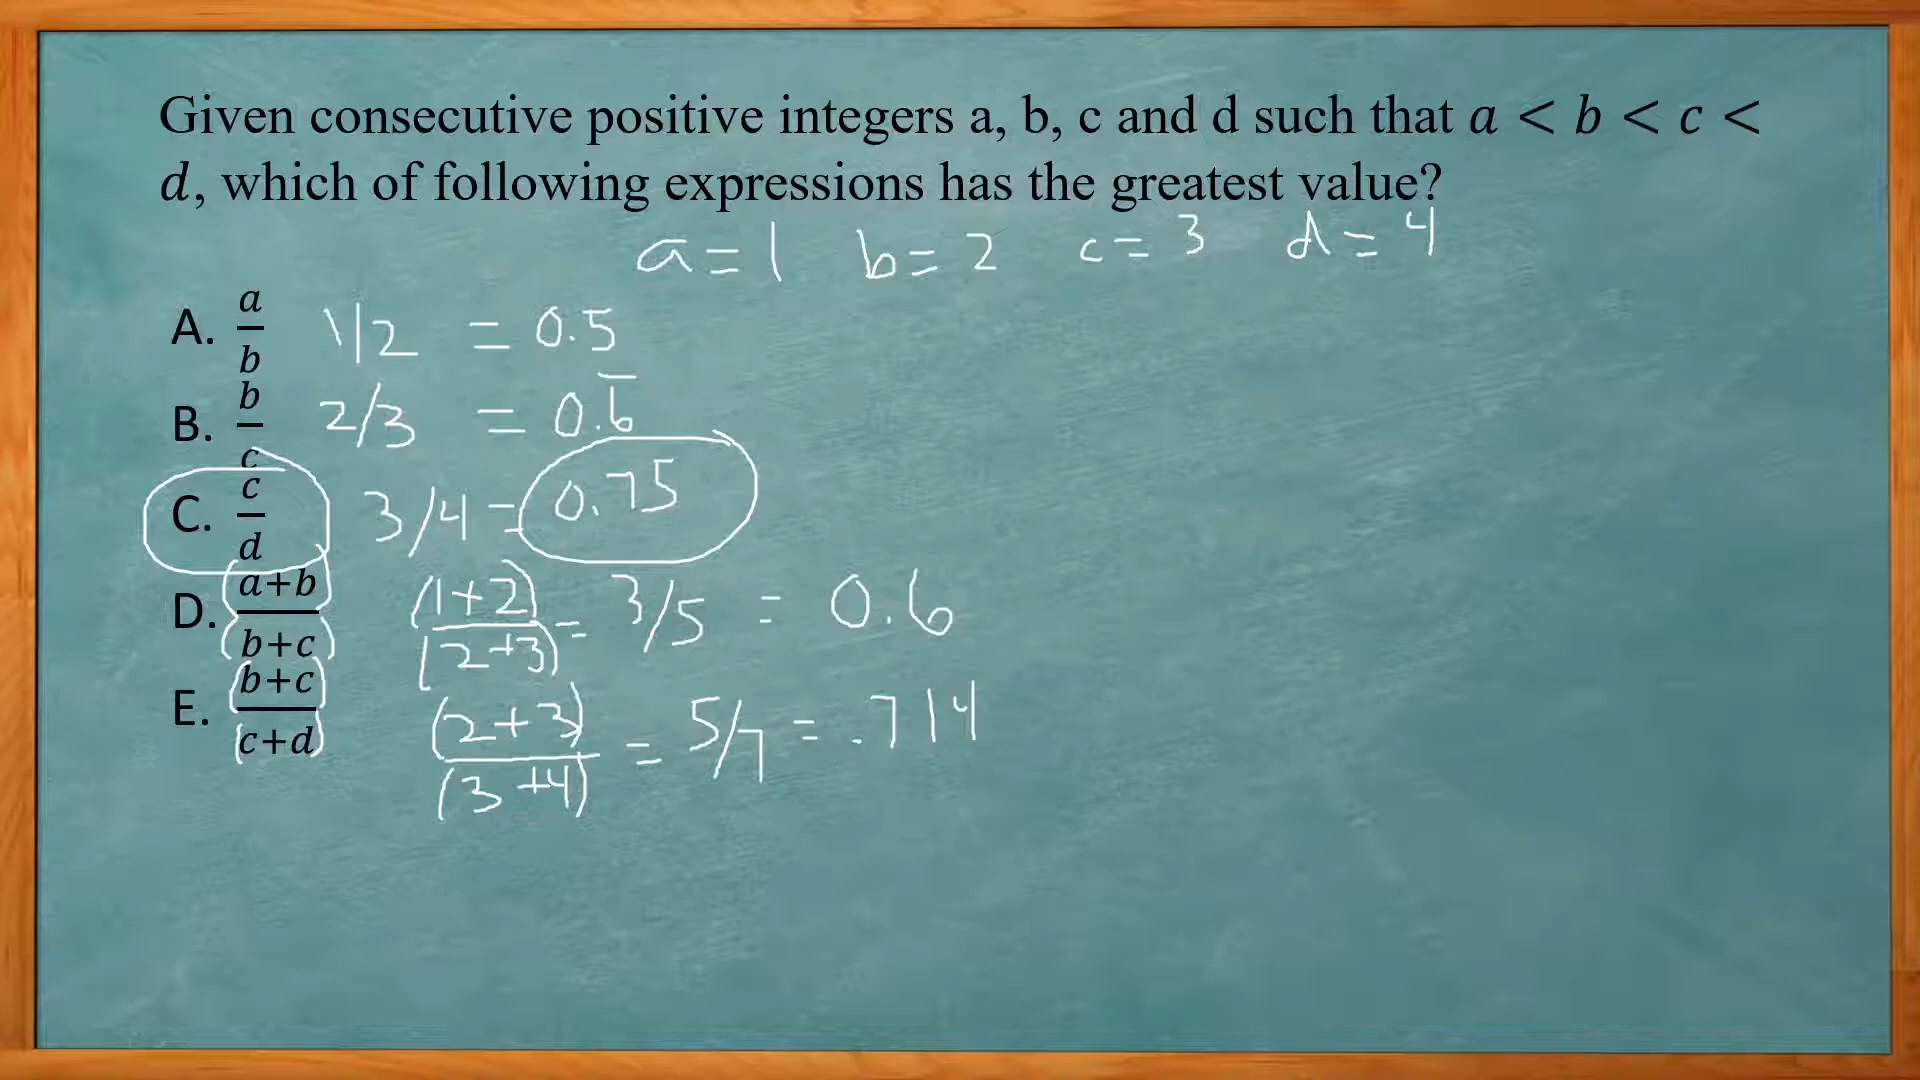 Given consecutive positive integers a, b, c and d such that a < b < c <
d, which of following expressions has the greatest value?
a = 1 b = 2 c = 3 d = 4
A. a/b 1/2 = 0.5
B. b/c 2/3 = 0.6̅
C. c/d 3/4 = 0.75
D. (a+b)/(b+c) (1+2)/(2+3) = 3/5 = 0.6
E. (b+c)/(c+d) (2+3)/(3+4) = 5/7 = .714